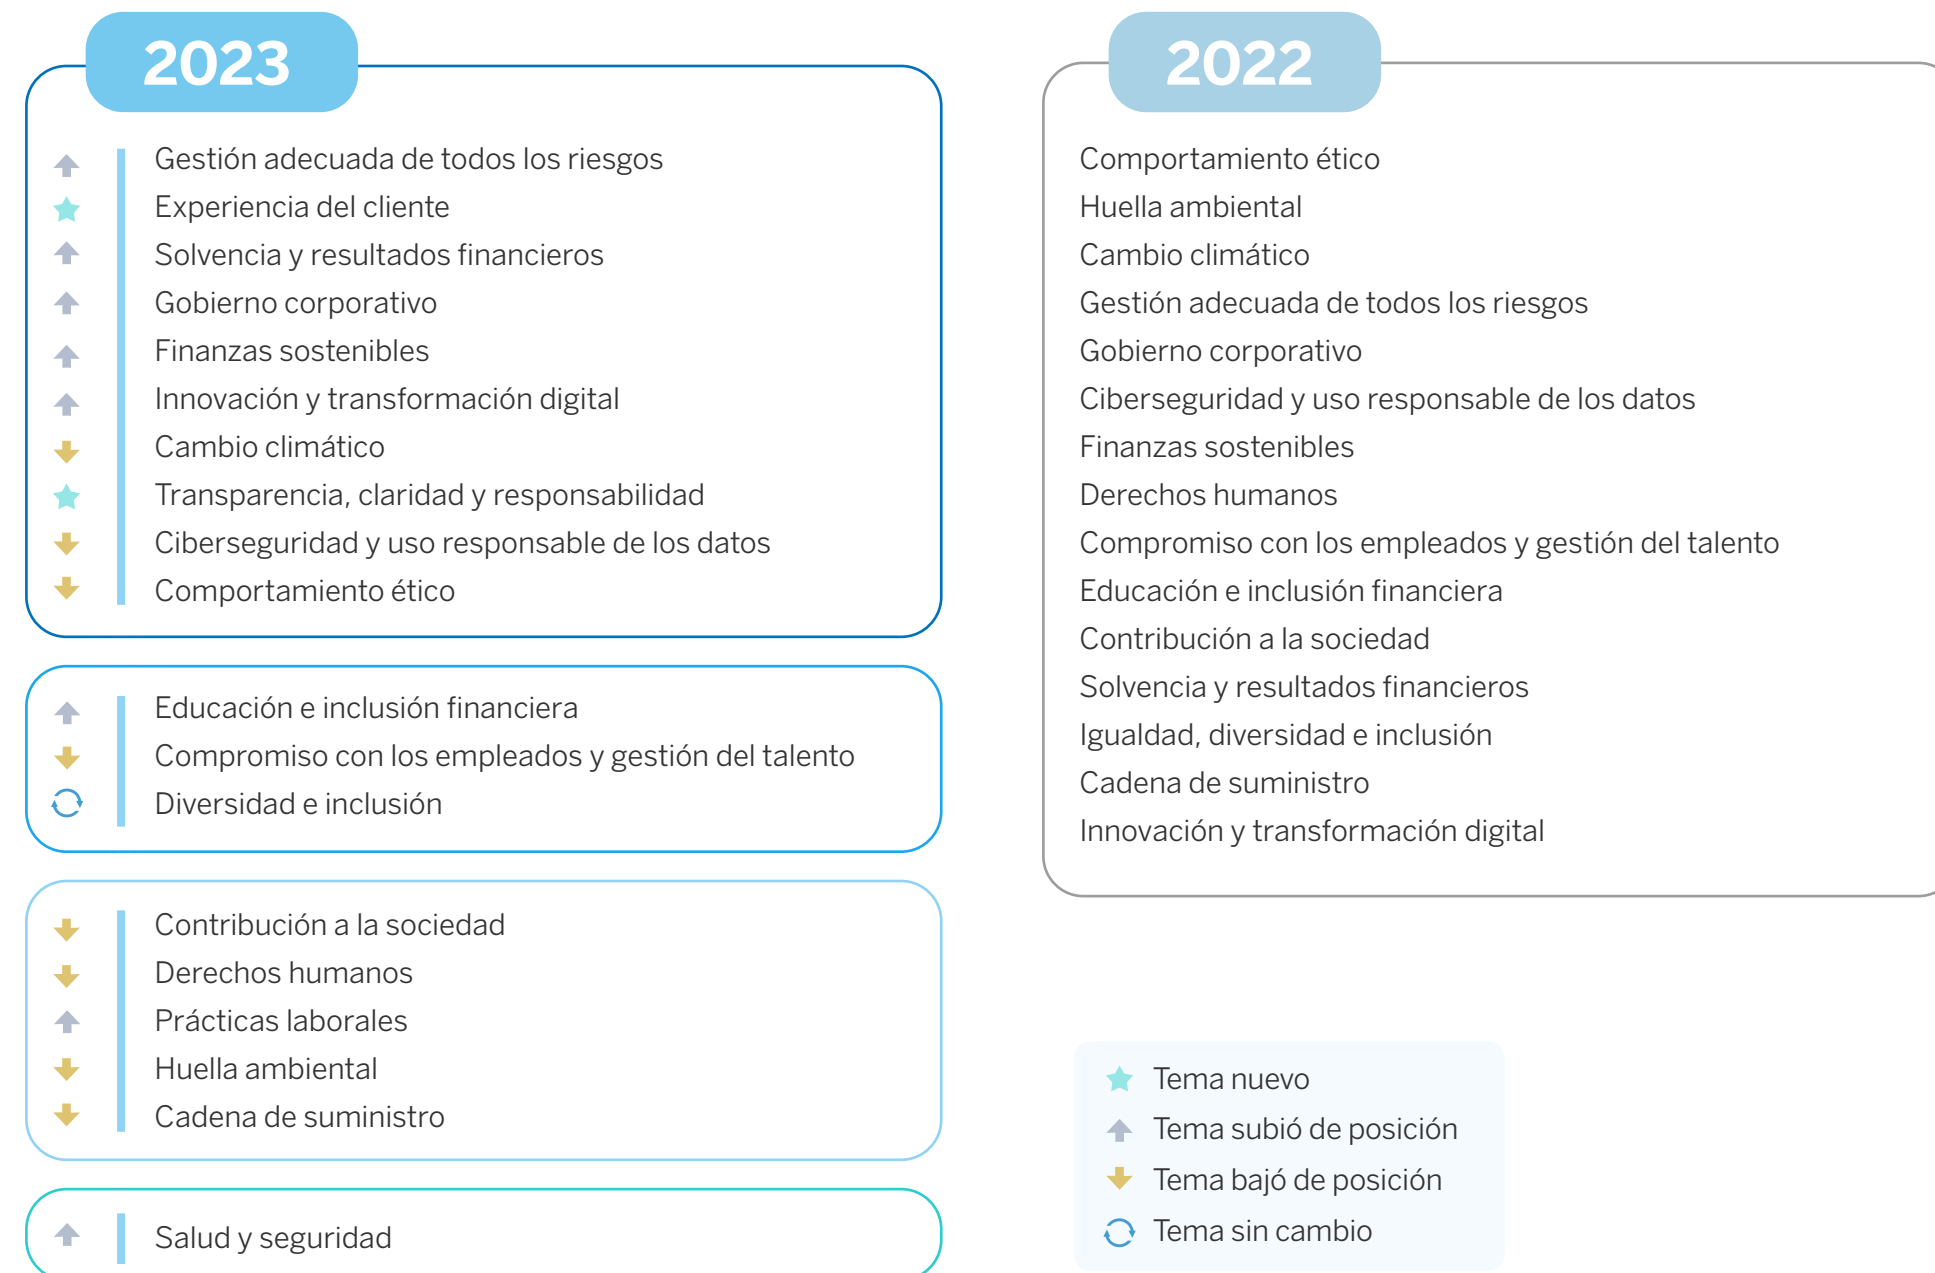 2023
Gestión adecuada de todos los riesgos
Experiencia del cliente
Solvencia y resultados financieros
Gobierno corporativo
Finanzas sostenibles
Innovación y transformación digital
Cambio climático
Transparencia, claridad y responsabilidad
Ciberseguridad y uso responsable de los datos
Comportamiento ético
Educación e inclusión financiera
Compromiso con los empleados y gestión del talento
Diversidad e inclusión
Contribución a la sociedad
Derechos humanos
Prácticas laborales
Huella ambiental
Cadena de suministro
Salud y seguridad
2022
Comportamiento ético
Huella ambiental
Cambio climático
Gestión adecuada de todos los riesgos
Gobierno corporativo
Ciberseguridad y uso responsable de los datos
Finanzas sostenibles
Derechos humanos
Compromiso con los empleados y gestión del talento
Educación e inclusión financiera
Contribución a la sociedad
Solvencia y resultados financieros
Igualdad, diversidad e inclusión
Cadena de suministro
Innovación y transformación digital
Tema nuevo
Tema subió de posición
Tema bajó de posición
Tema sin cambio